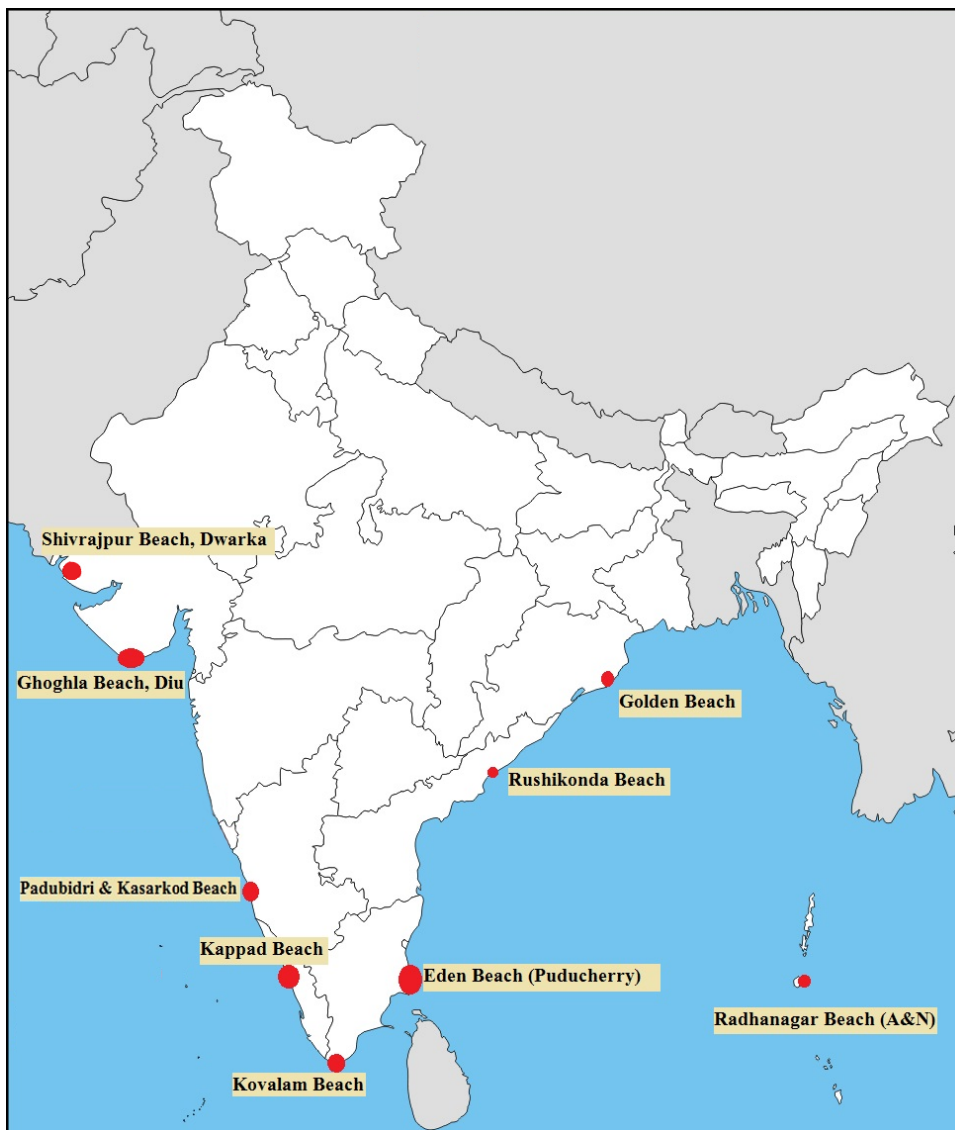 Shivrajpur Beach, Dwarka
Ghoghla Beach, Diu
Golden Beach
Rushikonda Beach
Padubidri & Kasarkod Beach
Kappad Beach
Eden Beach (Puducherry)
Radhanagar Beach (A&N)
Kovalam Beach